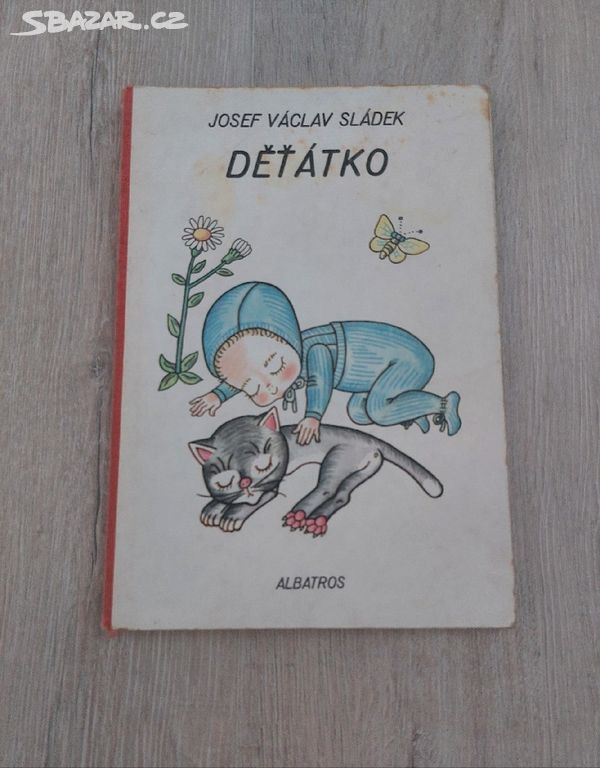 SBAZAR.CZ
JOSEF VÁCLAV SLÁDEK
DĚŤÁTKO
ALBATROS